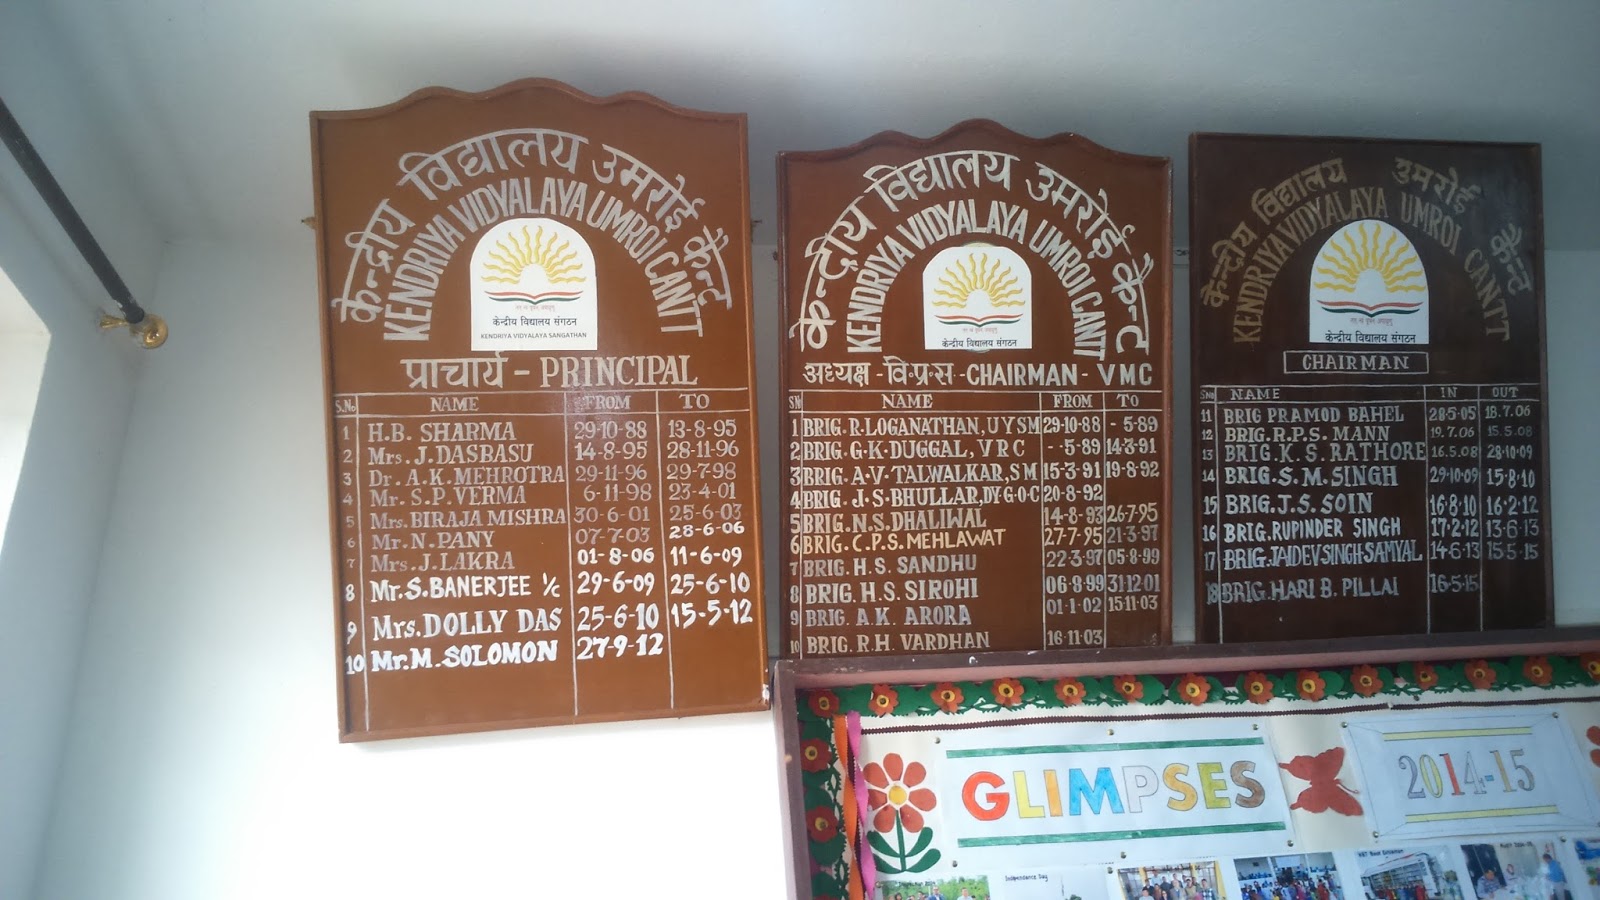 केन्द्रीय विद्यालय उमरोई कैन्ट
KENDRIYA VIDYALAYA UMROI CANTT
केन्द्रीय विद्यालय संगठन
KENDRIYA VIDYALAYA SANGATHAN
प्राचार्य - PRINCIPAL
S.No NAME FROM TO
1 H.B. SHARMA 29-10-88 13-8-95
2 Mrs. J. DASBASU 14-8-95 28-11-96
3 Dr. A.K. MEHROTRA 29-11-96 29-7-98
4 Mr. S.P. VERMA 6-11-98 23-4-01
5 Mrs. BIRAJA MISHRA 30-6-01 25-6-03
6 Mr. N. PANY 07-7-03 28-6-06
7 Mrs. J. LAKRA 01-8-06 11-6-09
8 Mr. S. BANERJEE I/C 29-6-09 25-6-10
9 Mrs. DOLLY DAS 25-6-10 15-5-12
10 Mr. M. SOLOMON 27-9-12
केन्द्रीय विद्यालय उमरोई कैन्ट
KENDRIYA VIDYALAYA UMROI CANTT
केन्द्रीय विद्यालय संगठन
अध्यक्ष - वि.प्र.स - CHAIRMAN - VMC
SN NAME FROM TO
1 BRIG. R. LOGANATHAN, U Y S M 29-10-88 - 5-89
2 BRIG. G.K. DUGGAL, V R C - 5-89 14-3-91
3 BRIG. A.V. TALWALKAR, S M 15-3-91 19-8-92
4 BRIG. J.S. BHULLAR, DY. G.O.C 20-8-92
5 BRIG. N.S. DHALIWAL 14-8-93 26-7-95
6 BRIG. C.P.S. MEHLAWAT 27-7-95 21-3-97
7 BRIG. H.S. SANDHU 22-3-97 05-8-99
8 BRIG. H.S. SIROHI 06-8-99 31-12-01
9 BRIG. A.K. ARORA 01-1-02 15-11-03
10 BRIG. R.H. VARDHAN 16-11-03
केन्द्रीय विद्यालय उमरोई कैन्ट
KENDRIYA VIDYALAYA UMROI CANTT
केन्द्रीय विद्यालय संगठन
CHAIRMAN
SNo NAME IN OUT
11 BRIG PRAMOD BAHEL 28-5-05 18.7.06
12 BRIG. R.P.S. MANN 19.7.06 15.5.08
13 BRIG. K.S. RATHORE 16.5.08 28-10-09
14 BRIG. S.M. SINGH 29-10-09 15-8-10
15 BRIG. J.S. SOIN 16-8-10 16-2-12
16 BRIG. RUPINDER SINGH 17-2-12 13-6-13
17 BRIG. JAIDEV SINGH SAMYAL 14-6-13 15-5-15
18 BRIG. HARI B. PILLAI 16-5-15
GLIMPSES
2014-15
Independence Day